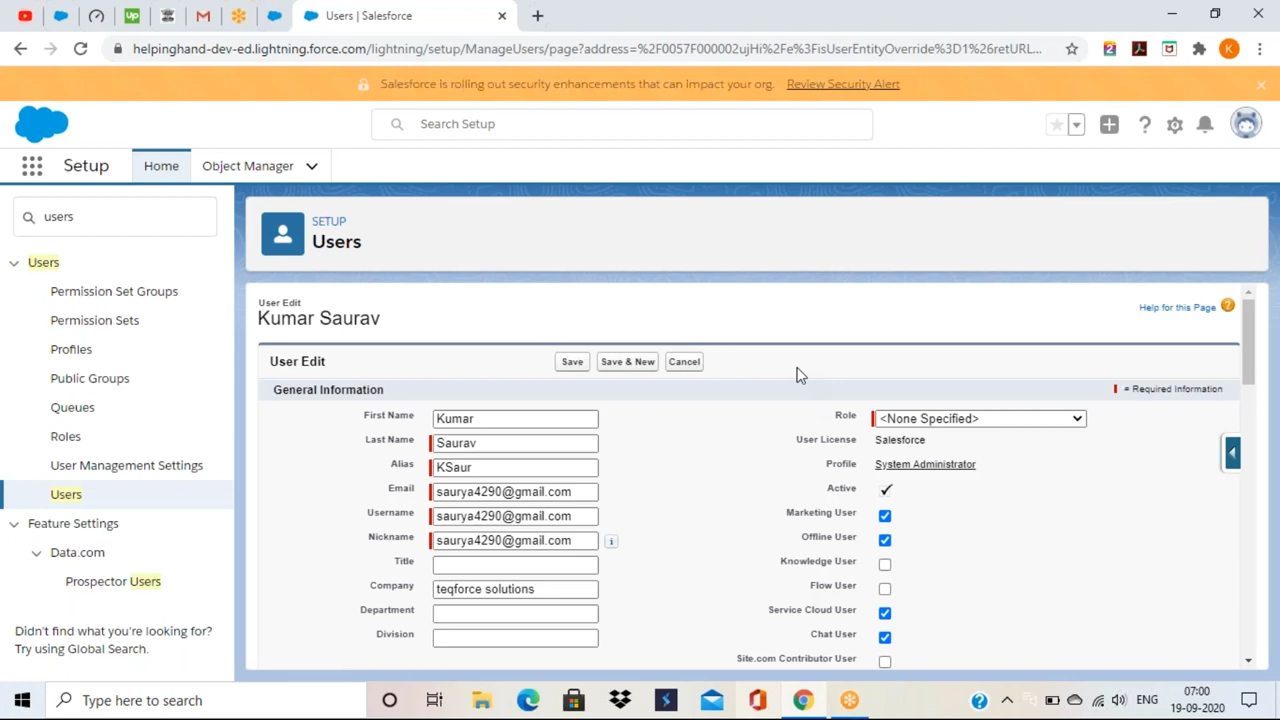 Up
Users | Salesforce
helpinghand-dev-ed.lightning.force.com/lightning/setup/ManageUsers/page?address=%2F0057F000002ujHi%2Fe%3FisUserEntityOverride%3D1%26retURL...
2
K
Salesforce is rolling out security enhancements that can impact your org. Review Security Alert
Search Setup
Setup
Home
Object Manager
users
Users
Permission Set Groups
Permission Sets
Profiles
Public Groups
Queues
Roles
User Management Settings
Users
Feature Settings
Data.com
Prospector Users
Didn't find what you're looking for?
Try using Global Search.
SETUP
Users
User Edit
Kumar Saurav
Help for this Page
User Edit
Save
Save & New
Cancel
General Information
= Required Information
First Name Kumar
Last Name Saurav
Alias KSaur
Email saurya4290@gmail.com
Username saurya4290@gmail.com
Nickname saurya4290@gmail.com
Title
Company teqforce solutions
Department
Division
Role <None Specified>
User License Salesforce
Profile System Administrator
Active
Marketing User
Offline User
Knowledge User
Flow User
Service Cloud User
Chat User
Site.com Contributor User
Type here to search
ENG
07:00
19-09-2020